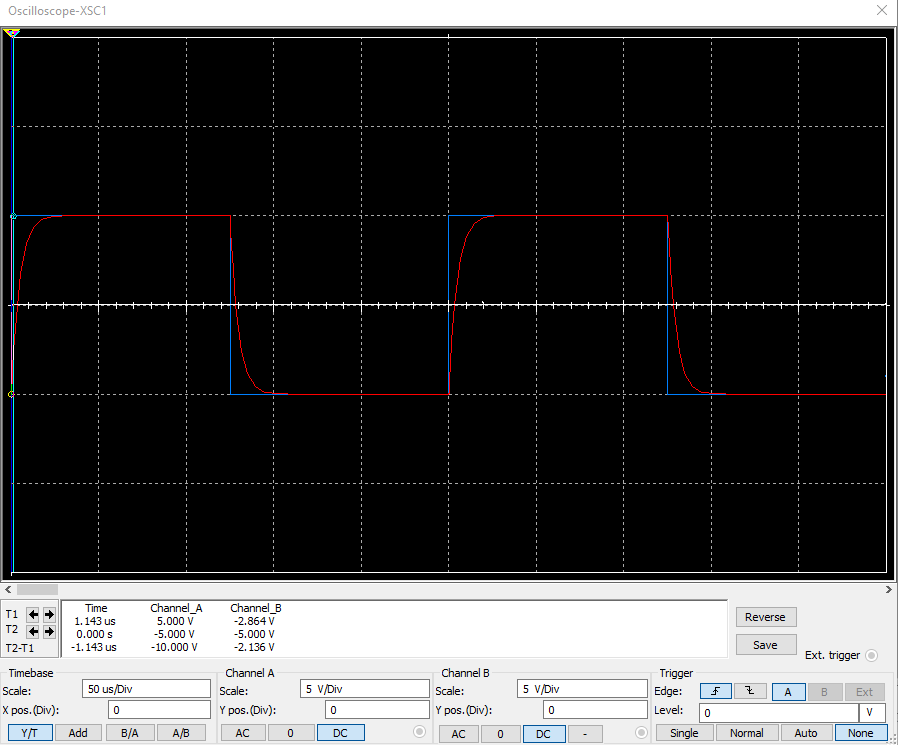 Oscilloscope-XSC1
Time Channel_A Channel_B
T1 1.143 us 5.000 V -2.864 V
T2 0.000 s -5.000 V -5.000 V
T2-T1 -1.143 us -10.000 V -2.136 V
Reverse
Save
Ext. trigger
Timebase Channel A Channel B Trigger
Scale: 50 us/Div Scale: 5 V/Div Scale: 5 V/Div Edge: A B Ext
X pos.(Div): 0 Y pos.(Div): 0 Y pos.(Div): 0 Level: 0 V
Y/T Add B/A A/B AC 0 DC AC 0 DC - Single Normal Auto None